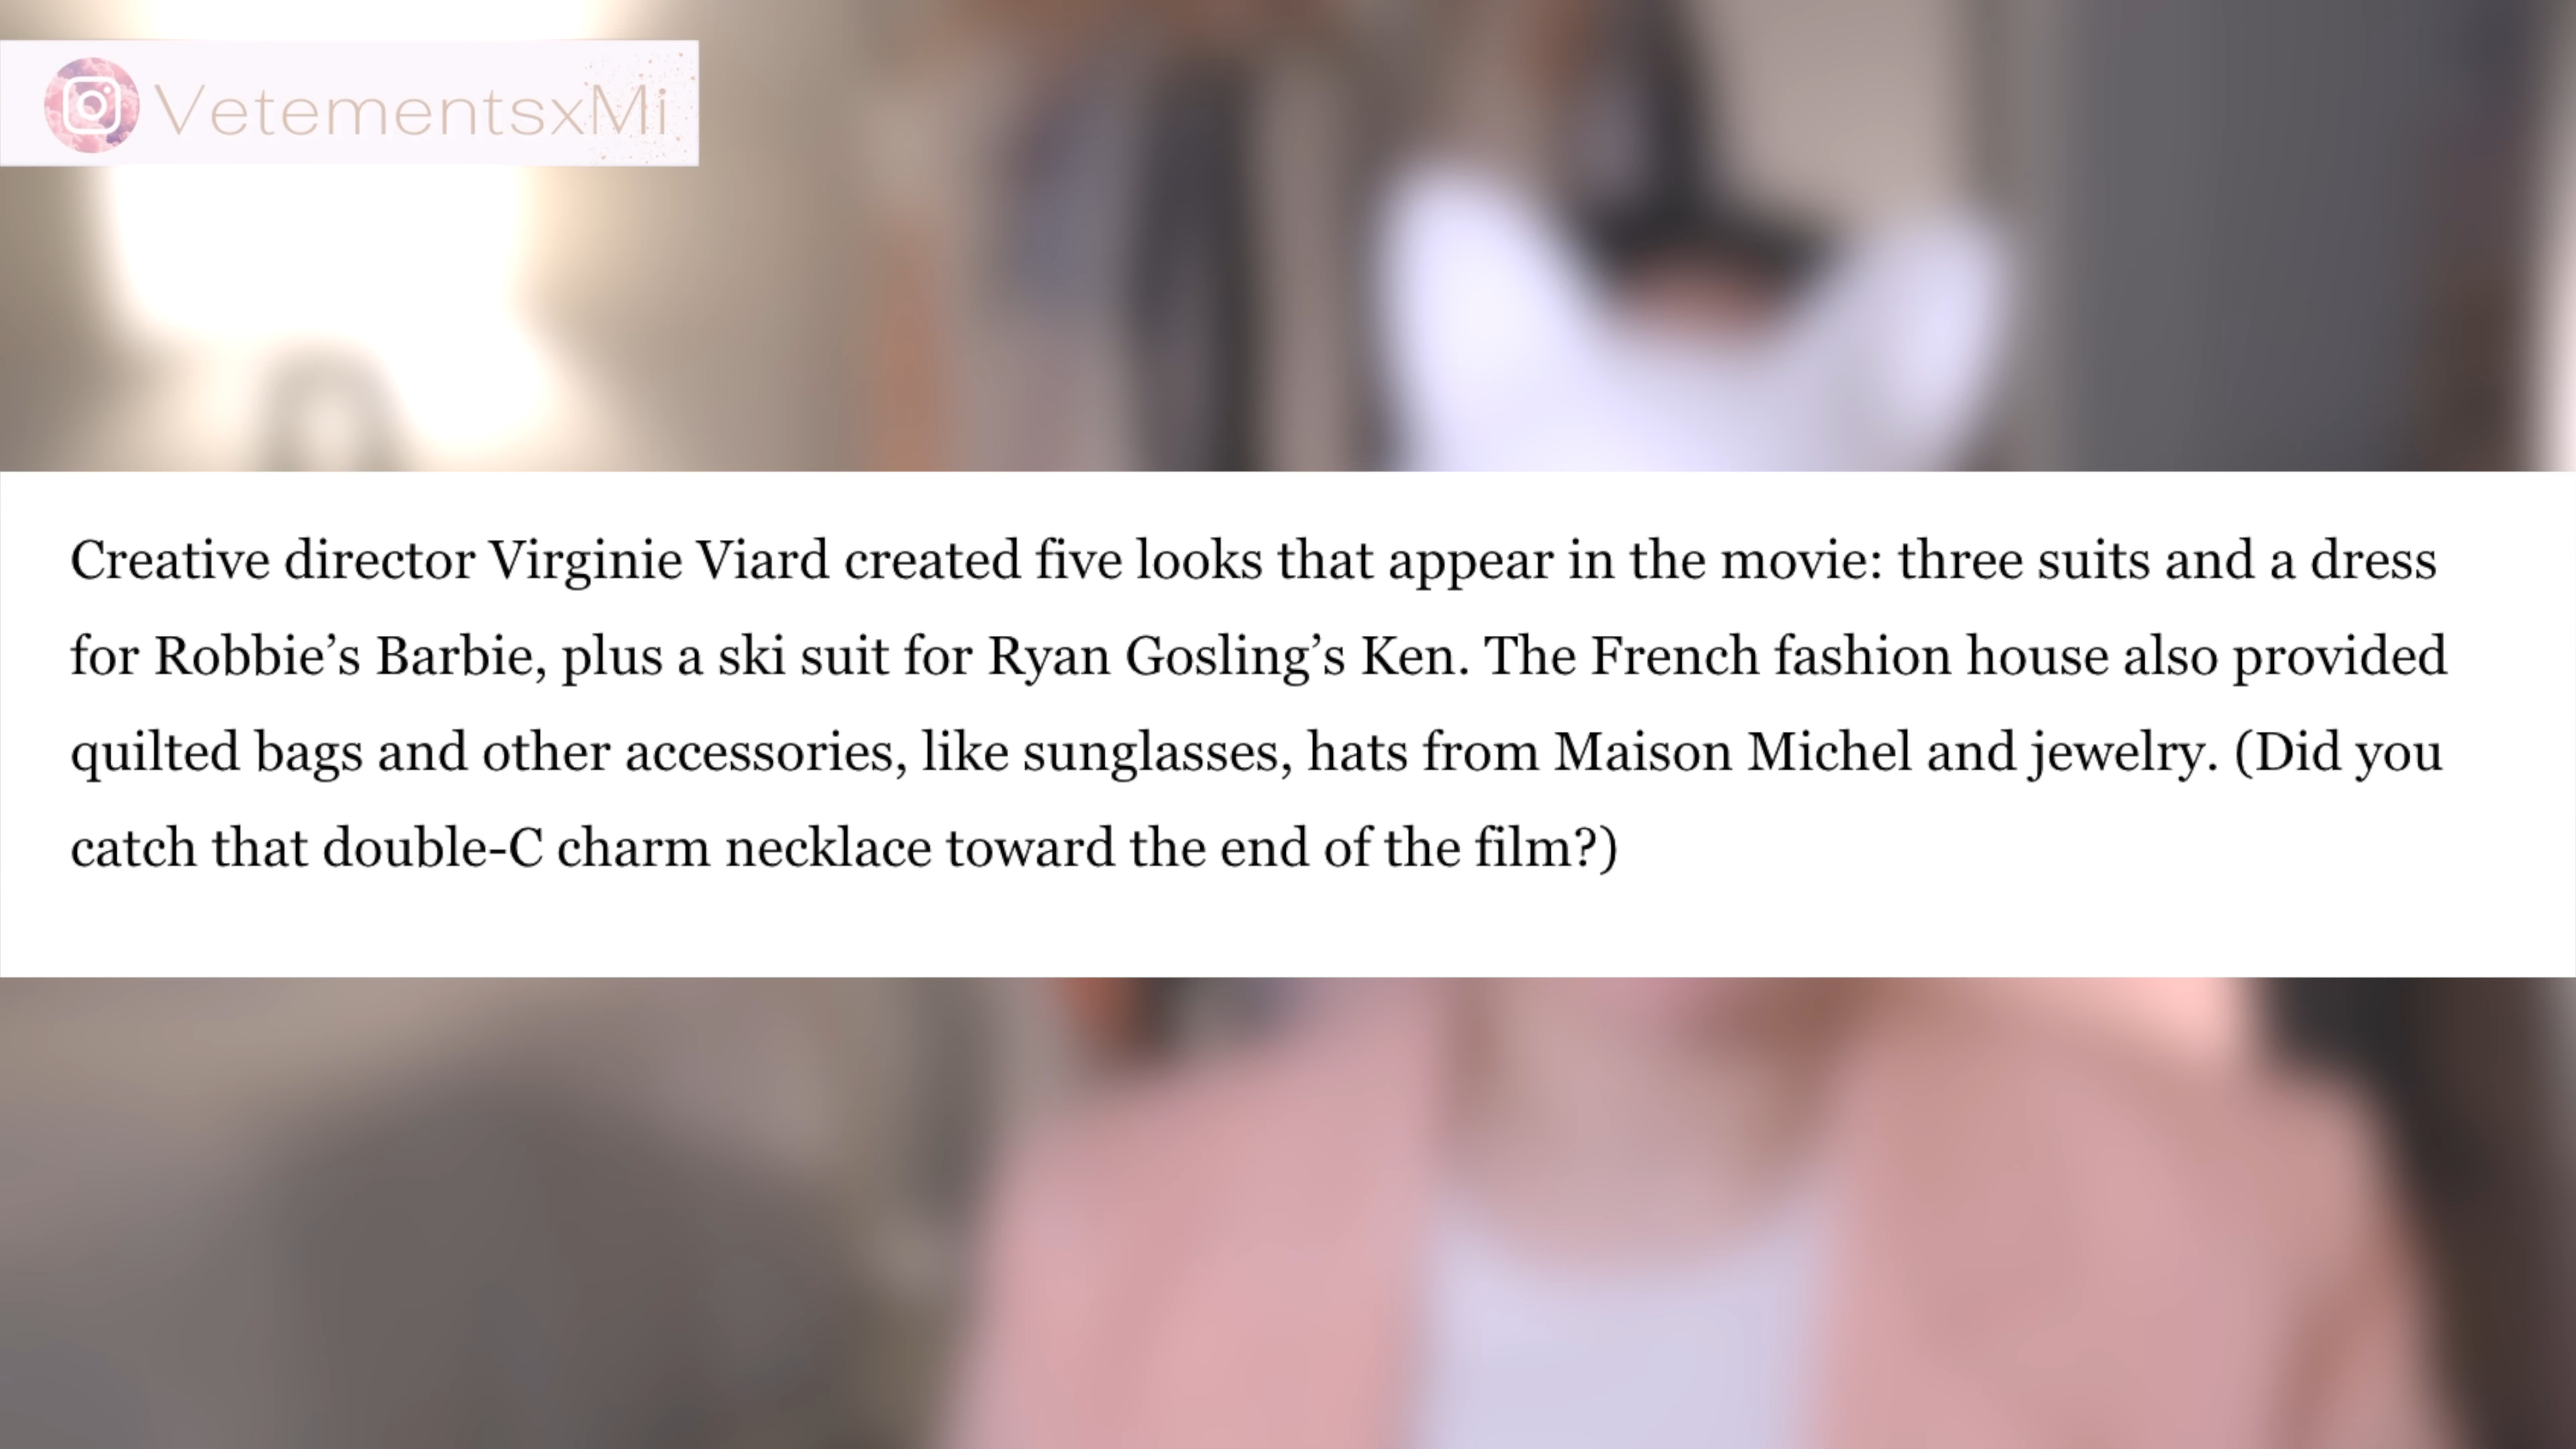 VetementsxMi
Creative director Virginie Viard created five looks that appear in the movie: three suits and a dress
for Robbie’s Barbie, plus a ski suit for Ryan Gosling’s Ken. The French fashion house also provided
quilted bags and other accessories, like sunglasses, hats from Maison Michel and jewelry. (Did you
catch that double-C charm necklace toward the end of the film?)